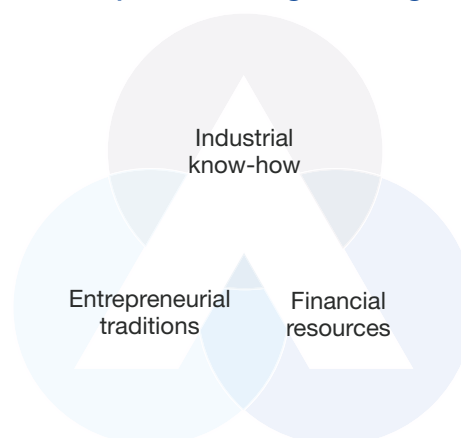 Industrial
know-how
Entrepreneurial
traditions
Financial
resources